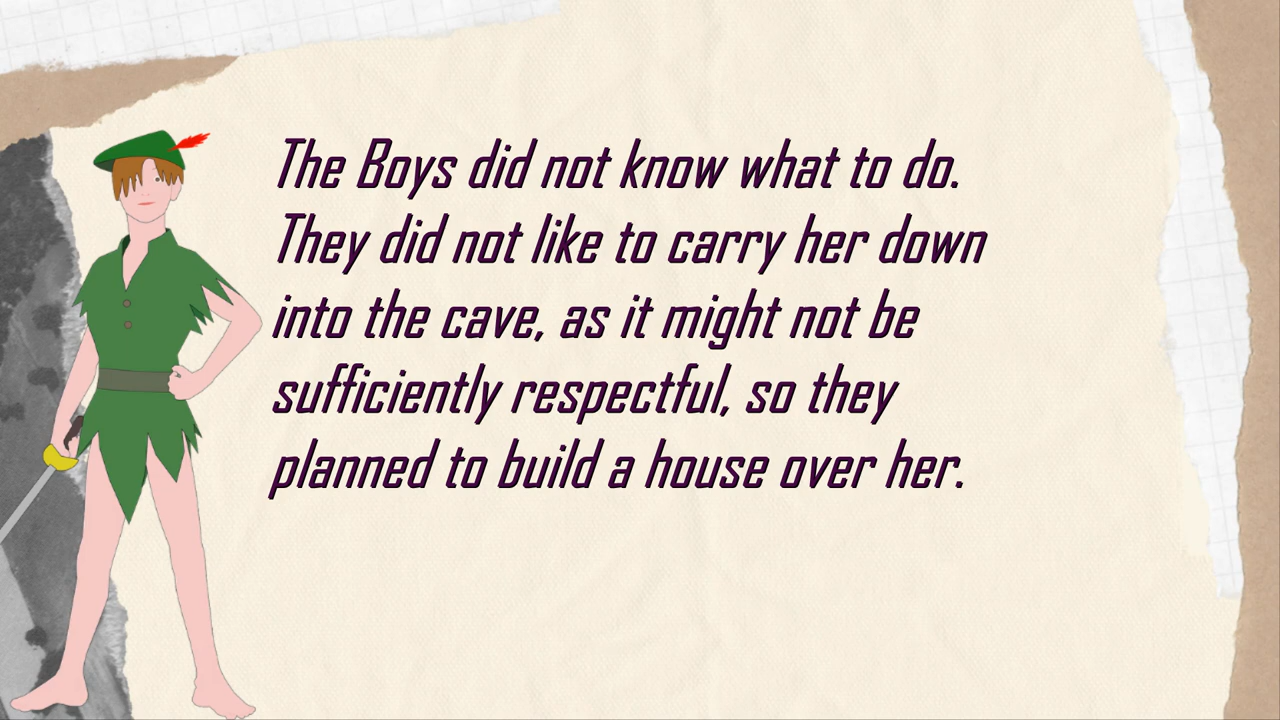 The Boys did not know what to do.
They did not like to carry her down
into the cave, as it might not be
sufficiently respectful, so they
planned to build a house over her.